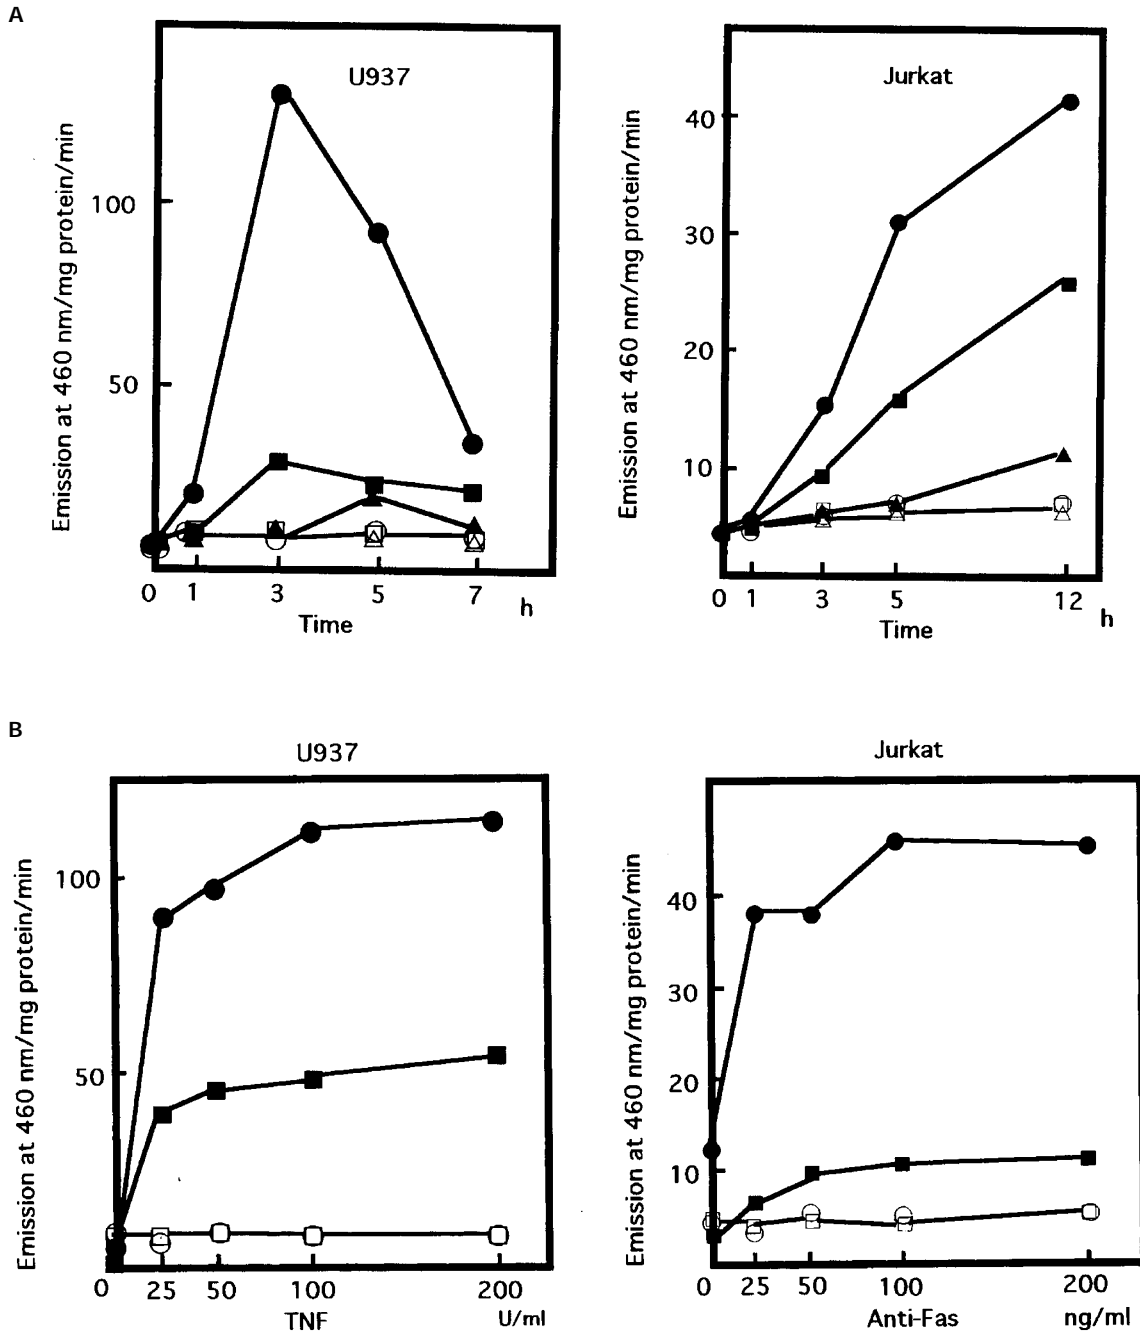 A
U937
Emission at 460 nm/mg protein/min
100
50
0 1 3 5 7 h
Time
Jurkat
Emission at 460 nm/mg protein/min
40
30
20
10
0 1 3 5 12 h
Time
B
U937
Emission at 460 nm/mg protein/min
100
50
0 25 50 100 200
TNF U/ml
Jurkat
Emission at 460 nm/mg protein/min
40
30
20
10
0 25 50 100 200
Anti-Fas ng/ml